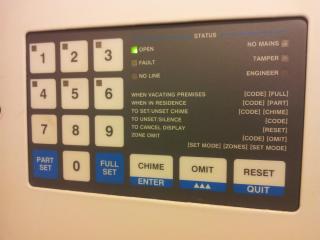 STATUS
OPEN
NO MAINS
FAULT
TAMPER
NO LINE
ENGINEER
WHEN VACATING PREMISES [CODE] [FULL]
WHEN IN RESIDENCE [CODE] [PART]
TO SET/UNSET CHIME [CODE] [CHIME]
TO UNSET/SILENCE [CODE]
TO CANCEL DISPLAY [RESET]
ZONE OMIT [CODE] [OMIT]
[SET MODE] [ZONES] [SET MODE]
1 2 3
4 5 6
7 8 9
PART SET
0
FULL SET
CHIME
ENTER
OMIT
RESET
QUIT